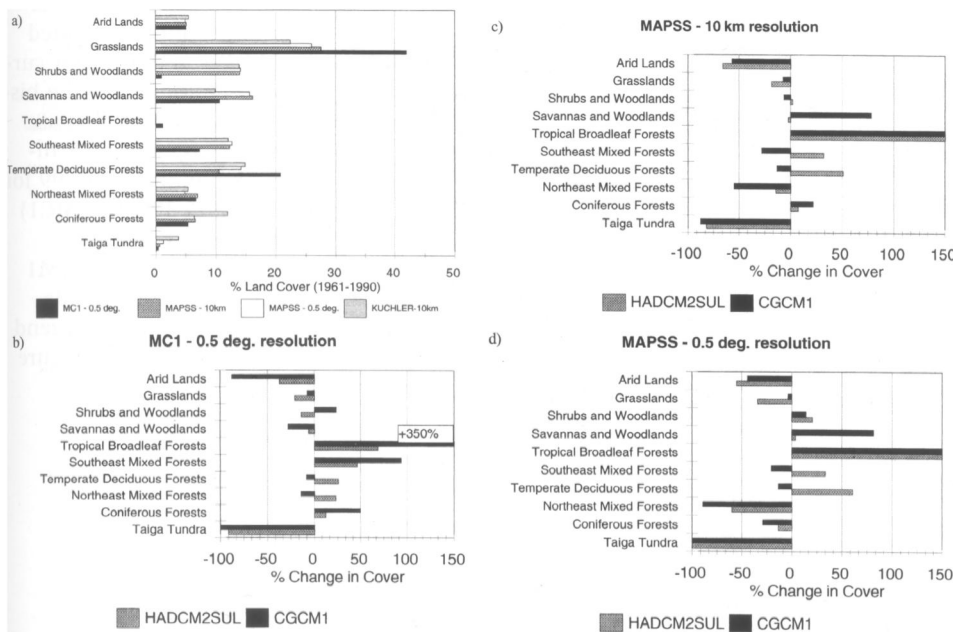 a)
Arid Lands
Grasslands
Shrubs and Woodlands
Savannas and Woodlands
Tropical Broadleaf Forests
Southeast Mixed Forests
Temperate Deciduous Forests
Northeast Mixed Forests
Coniferous Forests
Taiga Tundra
0 10 20 30 40 50
% Land Cover (1961-1990)
MC1 - 0.5 deg. MAPSS - 10km MAPSS - 0.5 deg. KUCHLER-10km
b)
MC1 - 0.5 deg. resolution
Arid Lands
Grasslands
Shrubs and Woodlands
Savannas and Woodlands
+350%
Tropical Broadleaf Forests
Southeast Mixed Forests
Temperate Deciduous Forests
Northeast Mixed Forests
Coniferous Forests
Taiga Tundra
-100 -50 0 50 100 150
% Change in Cover
HADCM2SUL CGCM1
c)
MAPSS - 10 km resolution
Arid Lands
Grasslands
Shrubs and Woodlands
Savannas and Woodlands
Tropical Broadleaf Forests
Southeast Mixed Forests
Temperate Deciduous Forests
Northeast Mixed Forests
Coniferous Forests
Taiga Tundra
-100 -50 0 50 100 150
% Change in Cover
HADCM2SUL CGCM1
d)
MAPSS - 0.5 deg. resolution
Arid Lands
Grasslands
Shrubs and Woodlands
Savannas and Woodlands
Tropical Broadleaf Forests
Southeast Mixed Forests
Temperate Deciduous Forests
Northeast Mixed Forests
Coniferous Forests
Taiga Tundra
-100 -50 0 50 100 150
% Change in Cover
HADCM2SUL CGCM1